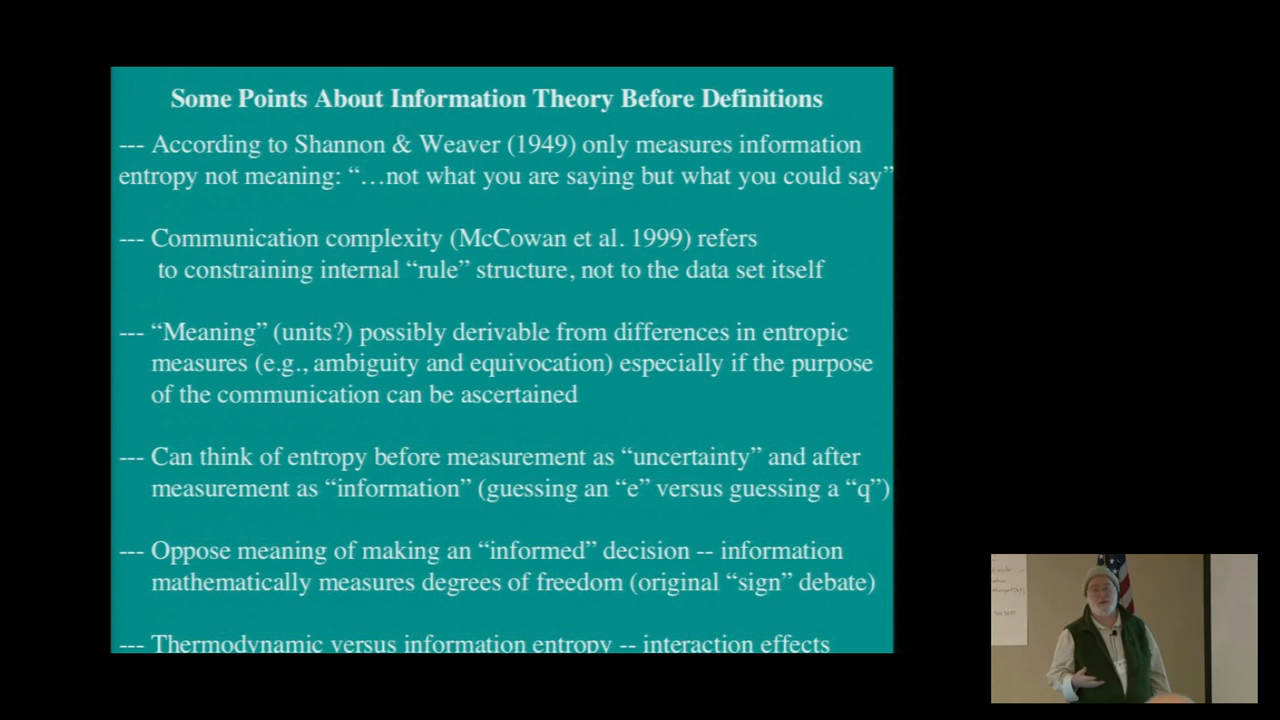 Some Points About Information Theory Before Definitions
--- According to Shannon & Weaver (1949) only measures information
entropy not meaning: “…not what you are saying but what you could say”
--- Communication complexity (McCowan et al. 1999) refers
to constraining internal “rule” structure, not to the data set itself
--- “Meaning” (units?) possibly derivable from differences in entropic
measures (e.g., ambiguity and equivocation) especially if the purpose
of the communication can be ascertained
--- Can think of entropy before measurement as “uncertainty” and after
measurement as “information” (guessing an “e” versus guessing a “q”)
--- Oppose meaning of making an “informed” decision -- information
mathematically measures degrees of freedom (original “sign” debate)
--- Thermodynamic versus information entropy -- interaction effects